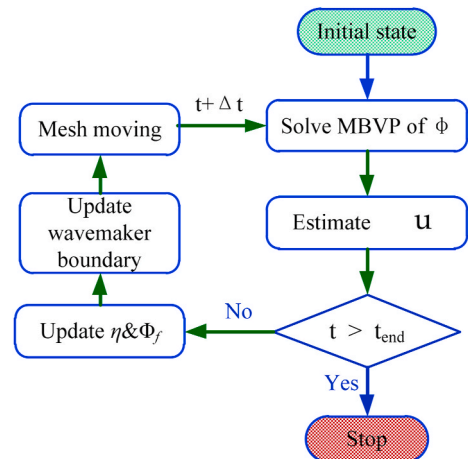 Initial state
t+ Δ t
Mesh moving
Solve MBVP of Φ
Update
wavemaker
boundary
Estimate u
No
Update η&Φf
t > tend
Yes
Stop